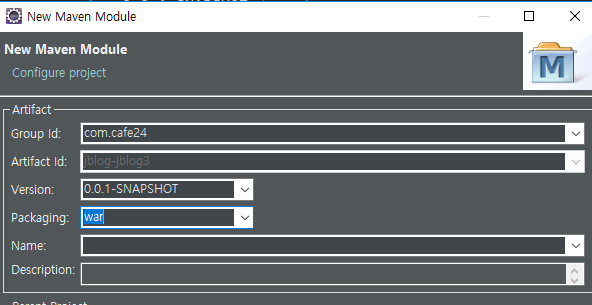 New Maven Module
New Maven Module
Configure project
M
Artifact
Group Id: com.cafe24
Artifact Id: jblog-jblog3
Version: 0.0.1-SNAPSHOT
Packaging: war
Name:
Description:
Parent Project